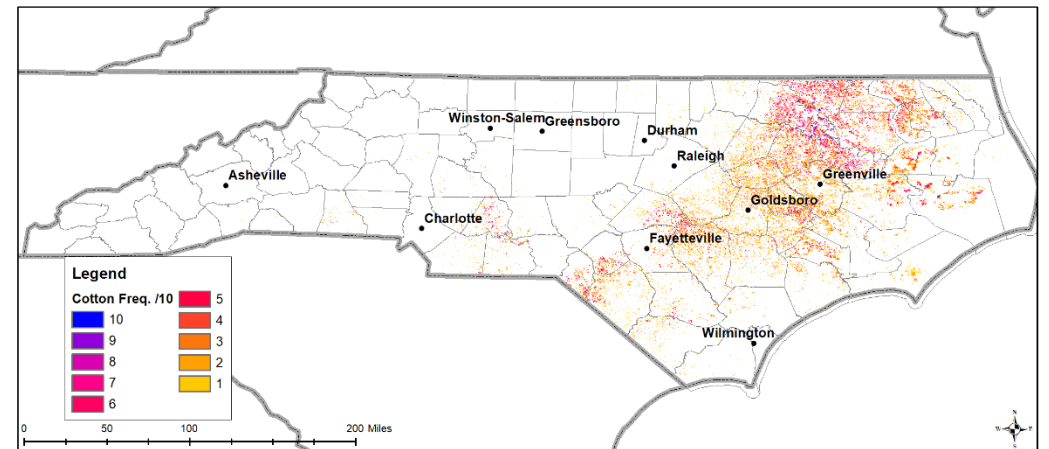 Winston-Salem
Greensboro
Durham
Raleigh
Asheville
Greenville
Goldsboro
Charlotte
Fayetteville
Wilmington
Legend
Cotton Freq. /10
10
9
8
7
6
5
4
3
2
1
0 50 100 200 Miles
N
W E
S